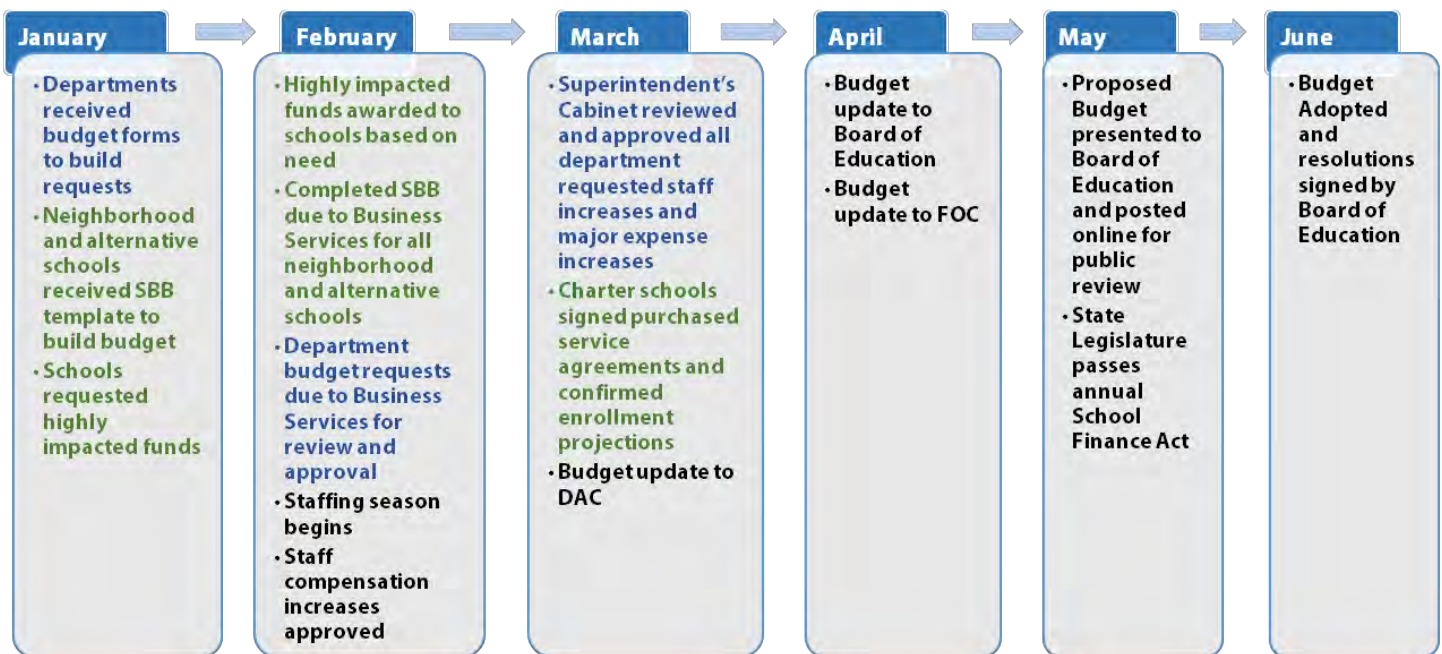 January
• Departments
received
budget forms
to build
requests
• Neighborhood
and alternative
schools
received SBB
template to
build budget
• Schools
requested
highly
impacted funds
February
• Highly impacted
funds awarded to
schools based on
need
• Completed SBB
due to Business
Services for all
neighborhood
and alternative
schools
• Department
budget requests
due to Business
Services for
review and
approval
• Staffing season
begins
• Staff
compensation
increases
approved
March
• Superintendent's
Cabinet reviewed
and approved all
department
requested staff
increases and
major expense
increases
• Charter schools
signed purchased
service
agreements and
confirmed
enrollment
projections
• Budget update to
DAC
April
• Budget
update to
Board of
Education
• Budget
update to FOC
May
• Proposed
Budget
presented to
Board of
Education
and posted
online for
public
review
• State
Legislature
passes
annual
School
Finance Act
June
• Budget
Adopted
and
resolutions
signed by
Board of
Education